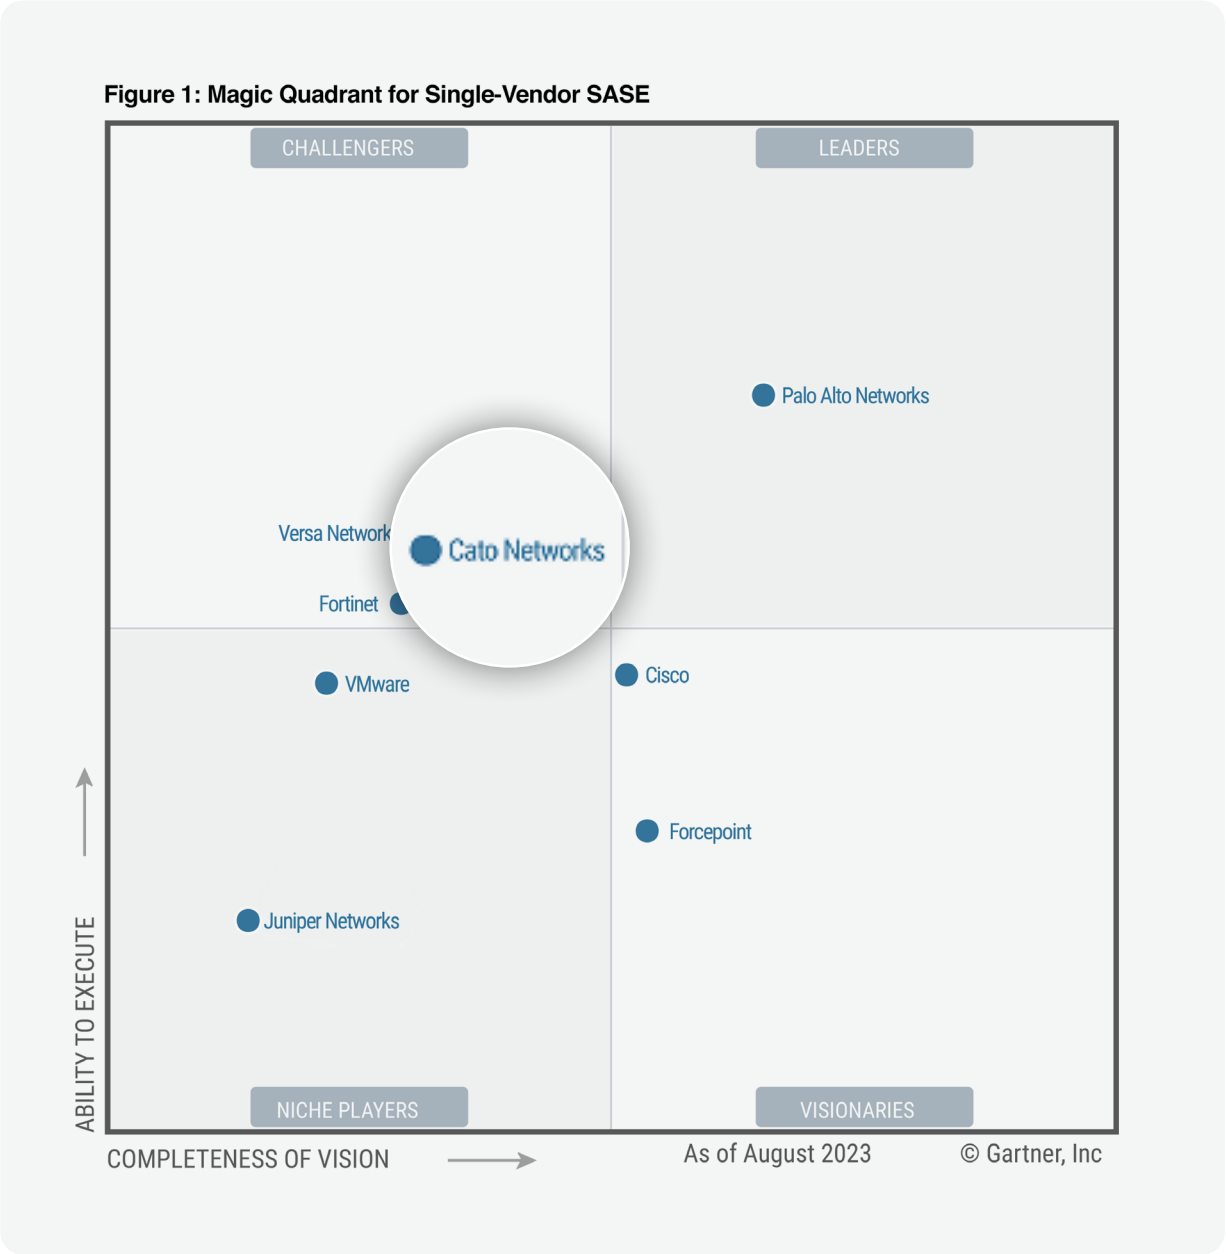 Figure 1: Magic Quadrant for Single-Vendor SASE
CHALLENGERS
LEADERS
Palo Alto Networks
Versa Network
Cato Networks
Fortinet
Cisco
VMware
Forcepoint
Juniper Networks
NICHE PLAYERS
VISIONARIES
ABILITY TO EXECUTE
COMPLETENESS OF VISION
As of August 2023
© Gartner, Inc